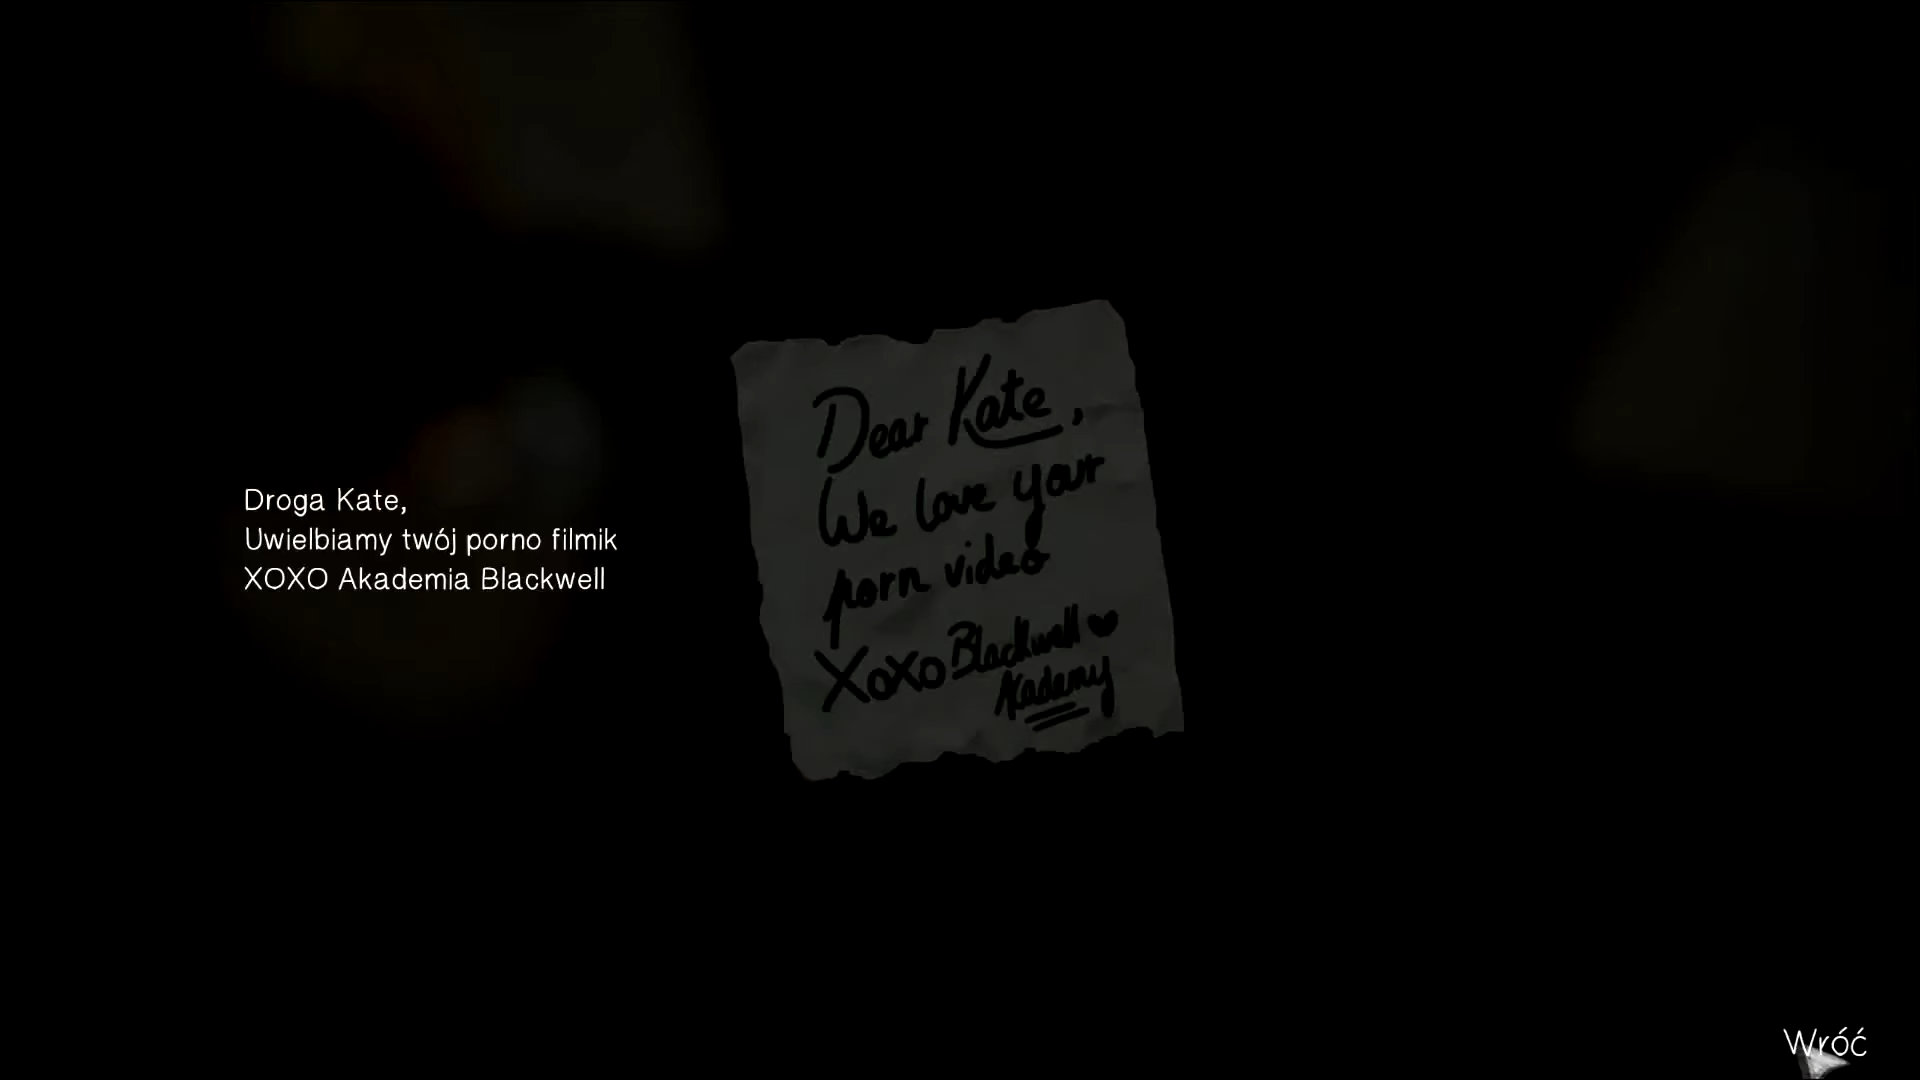 Droga Kate,
Uwielbiamy twój porno filmik
XOXO Akademia Blackwell
Dear Kate,
We love your
porn video
XoXo Blackwell ♥
Academy
Wróć